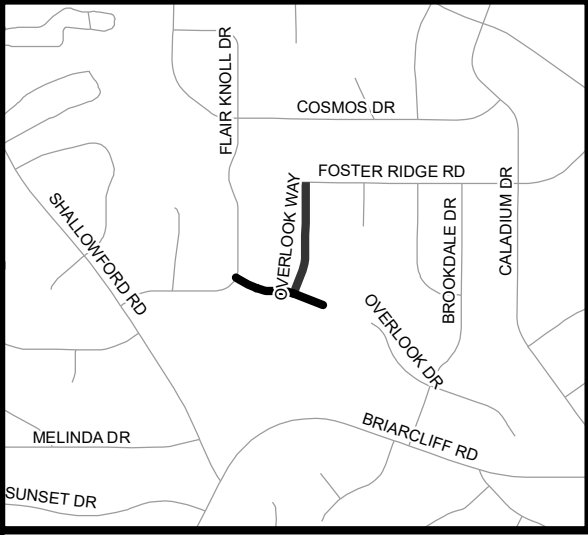 FLAIR KNOLL DR
COSMOS DR
FOSTER RIDGE RD
OVERLOOK WAY
CALADIUM DR
BROOKDALE DR
SHALLOWFORD RD
OVERLOOK DR
BRIARCLIFF RD
MELINDA DR
SUNSET DR